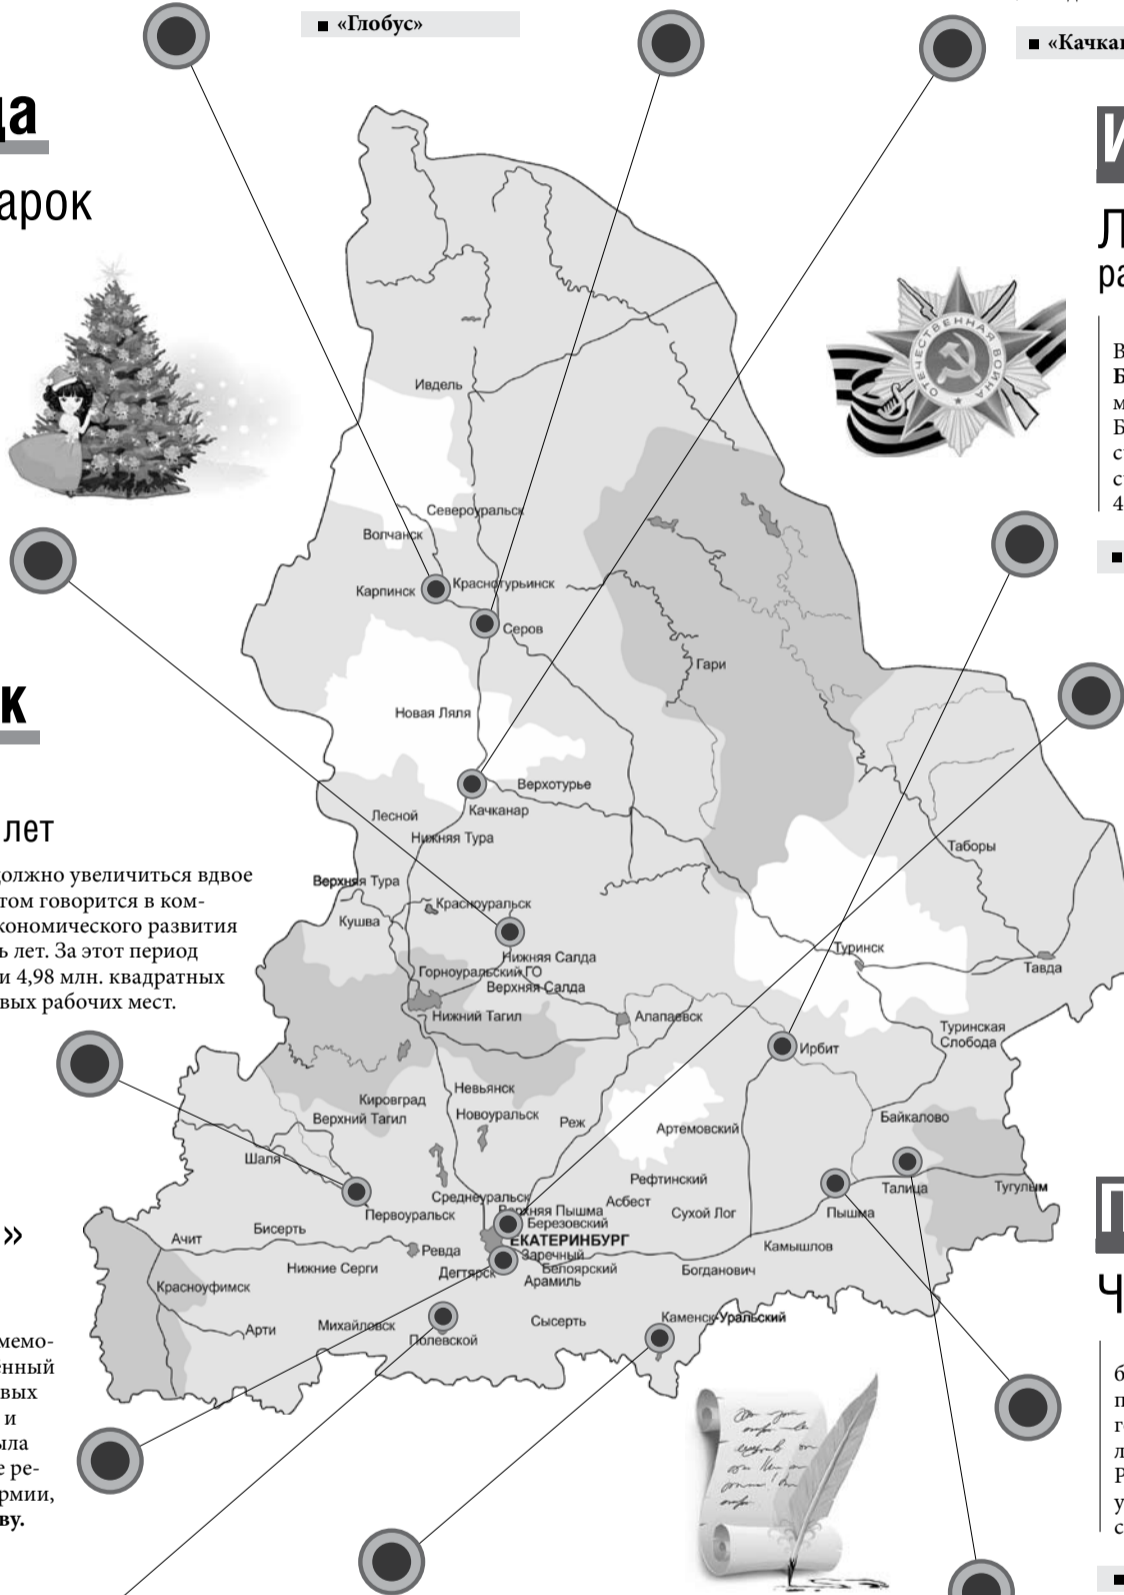 «Глобус»
арок
Ивдель
Североуральск
Волчанск
Краснотурьинск
Карпинск
Серов
Гари
Новая Ляля
Верхотурье
Качканар
Лесной
Нижняя Тура
лет
Таборы
должно увеличиться вдвое
том говорится в ком-
кономического развития
ь лет. За этот период
и 4,98 млн. квадратных
вых рабочих мест.
Верхняя Тура
Красноуральск
Кушва
Туринск
Нижняя Салда
Тавда
Горноуральский ГО
Верхняя Салда
Нижний Тагил
Алапаевск
Туринская
Слобода
Ирбит
Невьянск
Кировград
Новоуральск
Верхний Тагил
Реж
Байкалово
Артемовский
Шаля
Рефтинский
Талица
Тугулым
Среднеуральск
Асбест
Верхняя Пышма
Сухой Лог
Пышма
Первоуральск
Березовский
Бисерть
»
Ачит
ЕКАТЕРИНБУРГ
Камышлов
Ревда
Заречный
Нижние Серги
Дегтярск
Белоярский
Богданович
Арамиль
Красноуфимск
Каменск-Уральский
Сысерть
Михайловск
Арти
Полевской
мемо-
енный
вых
и
ыла
е ре-
рмии,
ву.
ОТЕЧЕСТВЕННАЯ ВОЙНА